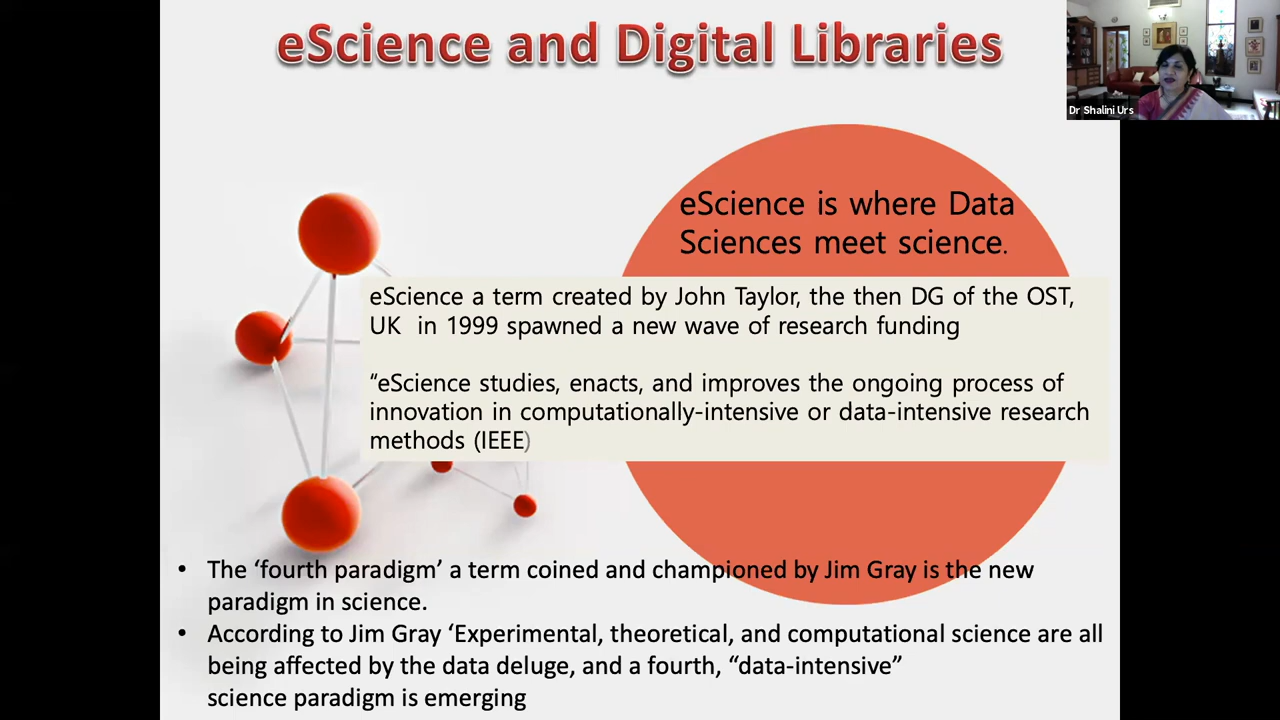 eScience and Digital Libraries
Dr Shalini Urs
eScience is where Data
Sciences meet science.
eScience a term created by John Taylor, the then DG of the OST,
UK in 1999 spawned a new wave of research funding
“eScience studies, enacts, and improves the ongoing process of
innovation in computationally-intensive or data-intensive research
methods (IEEE)
• The ‘fourth paradigm’ a term coined and championed by Jim Gray is the new
paradigm in science.
• According to Jim Gray ‘Experimental, theoretical, and computational science are all
being affected by the data deluge, and a fourth, “data-intensive”
science paradigm is emerging